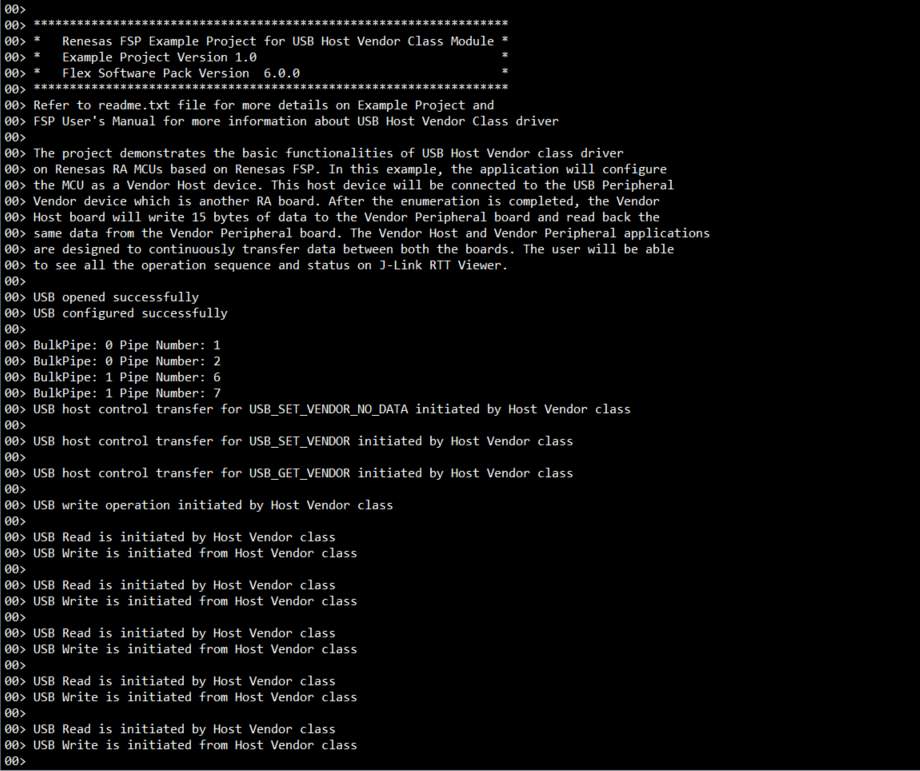 00>
00> ******************************************************************
00> *   Renesas FSP Example Project for USB Host Vendor Class Module *
00> *   Example Project Version 1.0                                  *
00> *   Flex Software Pack Version  6.0.0                            *
00> ******************************************************************
00> Refer to readme.txt file for more details on Example Project and
00> FSP User's Manual for more information about USB Host Vendor Class driver
00>
00> The project demonstrates the basic functionalities of USB Host Vendor class driver
00> on Renesas RA MCUs based on Renesas FSP. In this example, the application will configure
00> the MCU as a Vendor Host device. This host device will be connected to the USB Peripheral
00> Vendor device which is another RA board. After the enumeration is completed, the Vendor
00> Host board will write 15 bytes of data to the Vendor Peripheral board and read back the
00> same data from the Vendor Peripheral board. The Vendor Host and Vendor Peripheral applications
00> are designed to continuously transfer data between both the boards. The user will be able
00> to see all the operation sequence and status on J-Link RTT Viewer.
00>
00> USB opened successfully
00> USB configured successfully
00>
00> BulkPipe: 0 Pipe Number: 1
00> BulkPipe: 0 Pipe Number: 2
00> BulkPipe: 1 Pipe Number: 6
00> BulkPipe: 1 Pipe Number: 7
00> USB host control transfer for USB_SET_VENDOR_NO_DATA initiated by Host Vendor class
00>
00> USB host control transfer for USB_SET_VENDOR initiated by Host Vendor class
00>
00> USB host control transfer for USB_GET_VENDOR initiated by Host Vendor class
00>
00> USB write operation initiated by Host Vendor class
00>
00> USB Read is initiated by Host Vendor class
00> USB Write is initiated from Host Vendor class
00>
00> USB Read is initiated by Host Vendor class
00> USB Write is initiated from Host Vendor class
00>
00> USB Read is initiated by Host Vendor class
00> USB Write is initiated from Host Vendor class
00>
00> USB Read is initiated by Host Vendor class
00> USB Write is initiated from Host Vendor class
00>
00> USB Read is initiated by Host Vendor class
00> USB Write is initiated from Host Vendor class
00>